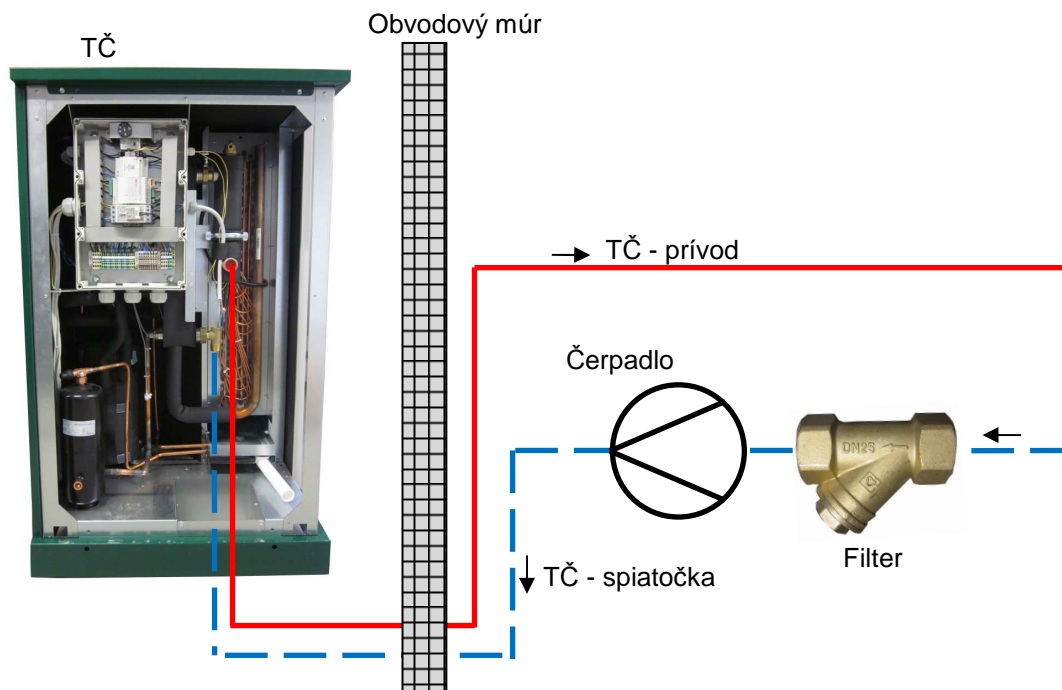 Obvodový múr
TČ
TČ - prívod
Čerpadlo
DN25
Filter
TČ - spiatočka